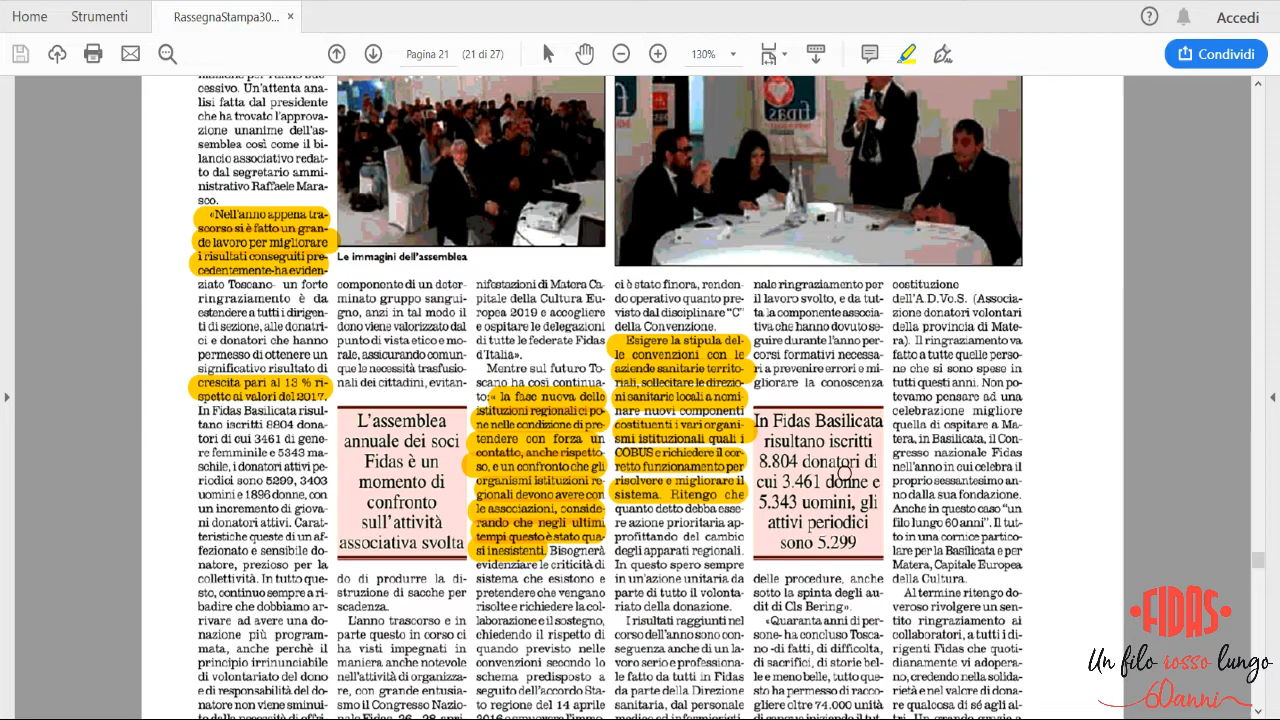 Home
Strumenti
RassegnaStampa30...
×
Accedi
Pagina 21
(21 di 27)
130%
Condividi
cessivo. Un'attenta ana-
lisi fatta dal presidente
che ha trovato l'approva-
zione unanime dell'as-
semblea così come il bi-
lancio associativo redat-
to dal segretario ammi-
nistrativo Raffaele Mara-
sco.
«Nell'anno appena tra-
scorso si è fatto un gran-
de lavoro per migliorare
i risultati conseguiti pre-
cedentemente-ha eviden-
ziato Toscano- un forte
ringraziamento è da
estendere a tutti i dirigen-
ti di sezione, alle donatri-
ci e donatori che hanno
permesso di ottenere un
significativo risultato di
crescita pari al 13 % ri-
spetto ai valori del 2017.
In Fidas Basilicata risul-
tano iscritti 8804 dona-
tori di cui 3461 di gene-
re femminile e 5343 ma-
schile, i donatori attivi pe-
riodici sono 5299, 3403
uomini e 1896 donne, con
un incremento di giova-
ni donatori attivi. Carat-
teristiche queste di un af-
fezionato e sensibile do-
natore, prezioso per la
collettività. In tutto que-
sto, continuo sempre a ri-
badire che dobbiamo ar-
rivare ad avere una do-
nazione più program-
mata, anche perchè il
principio irrinunciabile
di volontariato del dono
e di responsabilità del do-
natore non viene sminui-
Le immagini dell'assemblea
componente di un deter-
minato gruppo sangui-
gno, anzi in tal modo il
dono viene valorizzato dal
punto di vista etico e mo-
rale, assicurando comun-
que le necessità trasfusio-
nali dei cittadini, evitan-
L'assemblea
annuale dei soci
Fidas è un
momento di
confronto
sull'attività
associativa svolta
do di produrre la di-
struzione di sacche per
scadenza.
L'anno trascorso e in
parte questo in corso ci
ha visti impegnati in
maniera anche notevole
nell'attività di organizza-
re, con grande entusia-
smo il Congresso Nazio-
nifestazioni di Matera Ca-
pitale della Cultura Eu-
ropea 2019 e accogliere
e ospitare le delegazioni
di tutte le federate Fidas
d'Italia».
Mentre sul futuro To-
scano ha così continua-
to:« la fase nuova delle
istituzioni regionali ci po-
ne nelle condizione di pre-
tendere con forza un
contatto, anche rispetto-
so, e un confronto che gli
organismi istituzioni re-
gionali devono avere con
le associazioni, conside-
rando che negli ultimi
tempi questo è stato qua-
si inesistenti. Bisognerà
evidenziare le criticità di
sistema che esistono e
pretendere che vengano
risolte e richiedere la col-
laborazione e il sostegno,
chiedendo il rispetto di
quando previsto nelle
convenzioni secondo lo
schema predisposto a
seguito dell'accordo Sta-
to regione del 14 aprile
ci è stato finora, renden-
do operativo quanto pre-
visto dal disciplinare "C"
della Convenzione.
Esigere la stipula del-
le convenzioni con le
aziende sanitarie territo-
riali, sollecitare le direzio-
ni sanitarie locali a nomi-
nare nuovi componenti
costituenti i vari organi-
smi istituzionali quali i
COBUS e richiedere il cor-
retto funzionamento per
risolvere e migliorare il
sistema. Ritengo che
quanto detto debba esse-
re azione prioritaria ap-
profittando del cambio
degli apparati regionali.
In questo spero sempre
in un'azione unitaria da
parte di tutto il volonta-
riato della donazione.
I risultati raggiunti nel
corso dell'anno sono con-
seguenza anche di un la-
voro serio e professiona-
le fatto da tutti in Fidas
da parte della Direzione
sanitaria, dal personale
nale ringraziamento per
il lavoro svolto, e da tut-
ta la componente associa-
tiva che hanno dovuto se-
guire durante l'anno per-
corsi formativi necessa-
ri a prevenire errori e mi-
gliorare la conoscenza
In Fidas Basilicata
risultano iscritti
8.804 donatori di
cui 3.461 donne e
5.343 uomini, gli
attivi periodici
sono 5.299
delle procedure, anche
sotto la spinta degli au-
dit di Cls Bering».
«Quaranta anni di per-
sone- ha concluso Tosca-
no -di fatti, di difficolta,
di sacrifici, di storie bel-
le e meno belle, tutto que-
sto ha permesso di racco-
gliere oltre 74.000 unità
costituzione
dell'A.D.Vo.S. (Associa-
zione donatori volontari
della provincia di Mate-
ra). Il ringraziamento va
fatto a tutte quelle perso-
ne che si sono spese in
tutti questi anni. Non po-
tevamo pensare ad una
celebrazione migliore
quella di ospitare a Ma-
tera, in Basilicata, il Con-
gresso nazionale Fidas
nell'anno in cui celebra il
proprio sessantesimo an-
no dalla sua fondazione.
Anche in questo caso "un
filo lungo 60 anni". Il tut-
to in una cornice partico-
lare per la Basilicata e per
Matera, Capitale Europea
della Cultura.
Al termine ritengo do-
veroso rivolgere un sen-
tito ringraziamento ai
collaboratori, a tutti i di-
rigenti Fidas che quoti-
dianamente vi adopera-
no, credendo nella solida-
rietà e nel valore di dona-
re qualcosa di sé agli al-
fidas
FIDAS
Un filo rosso lungo
60anni